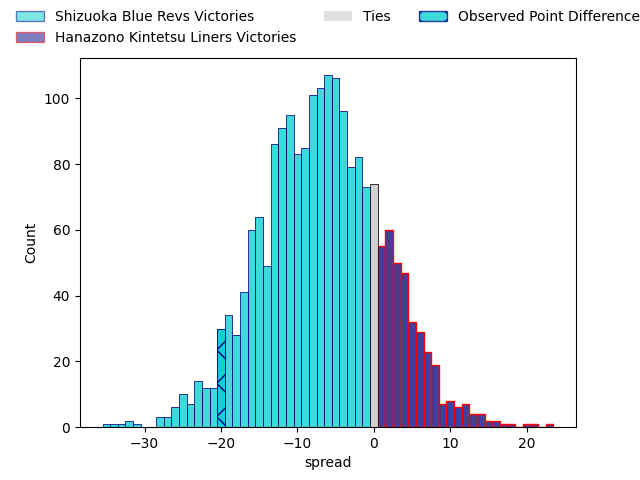 Shizuoka Blue Revs Victories
Hanazono Kintetsu Liners Victories
Ties
Observed Point Difference
Count
100
80
60
40
20
0
−30
−20
−10
0
10
20
spread